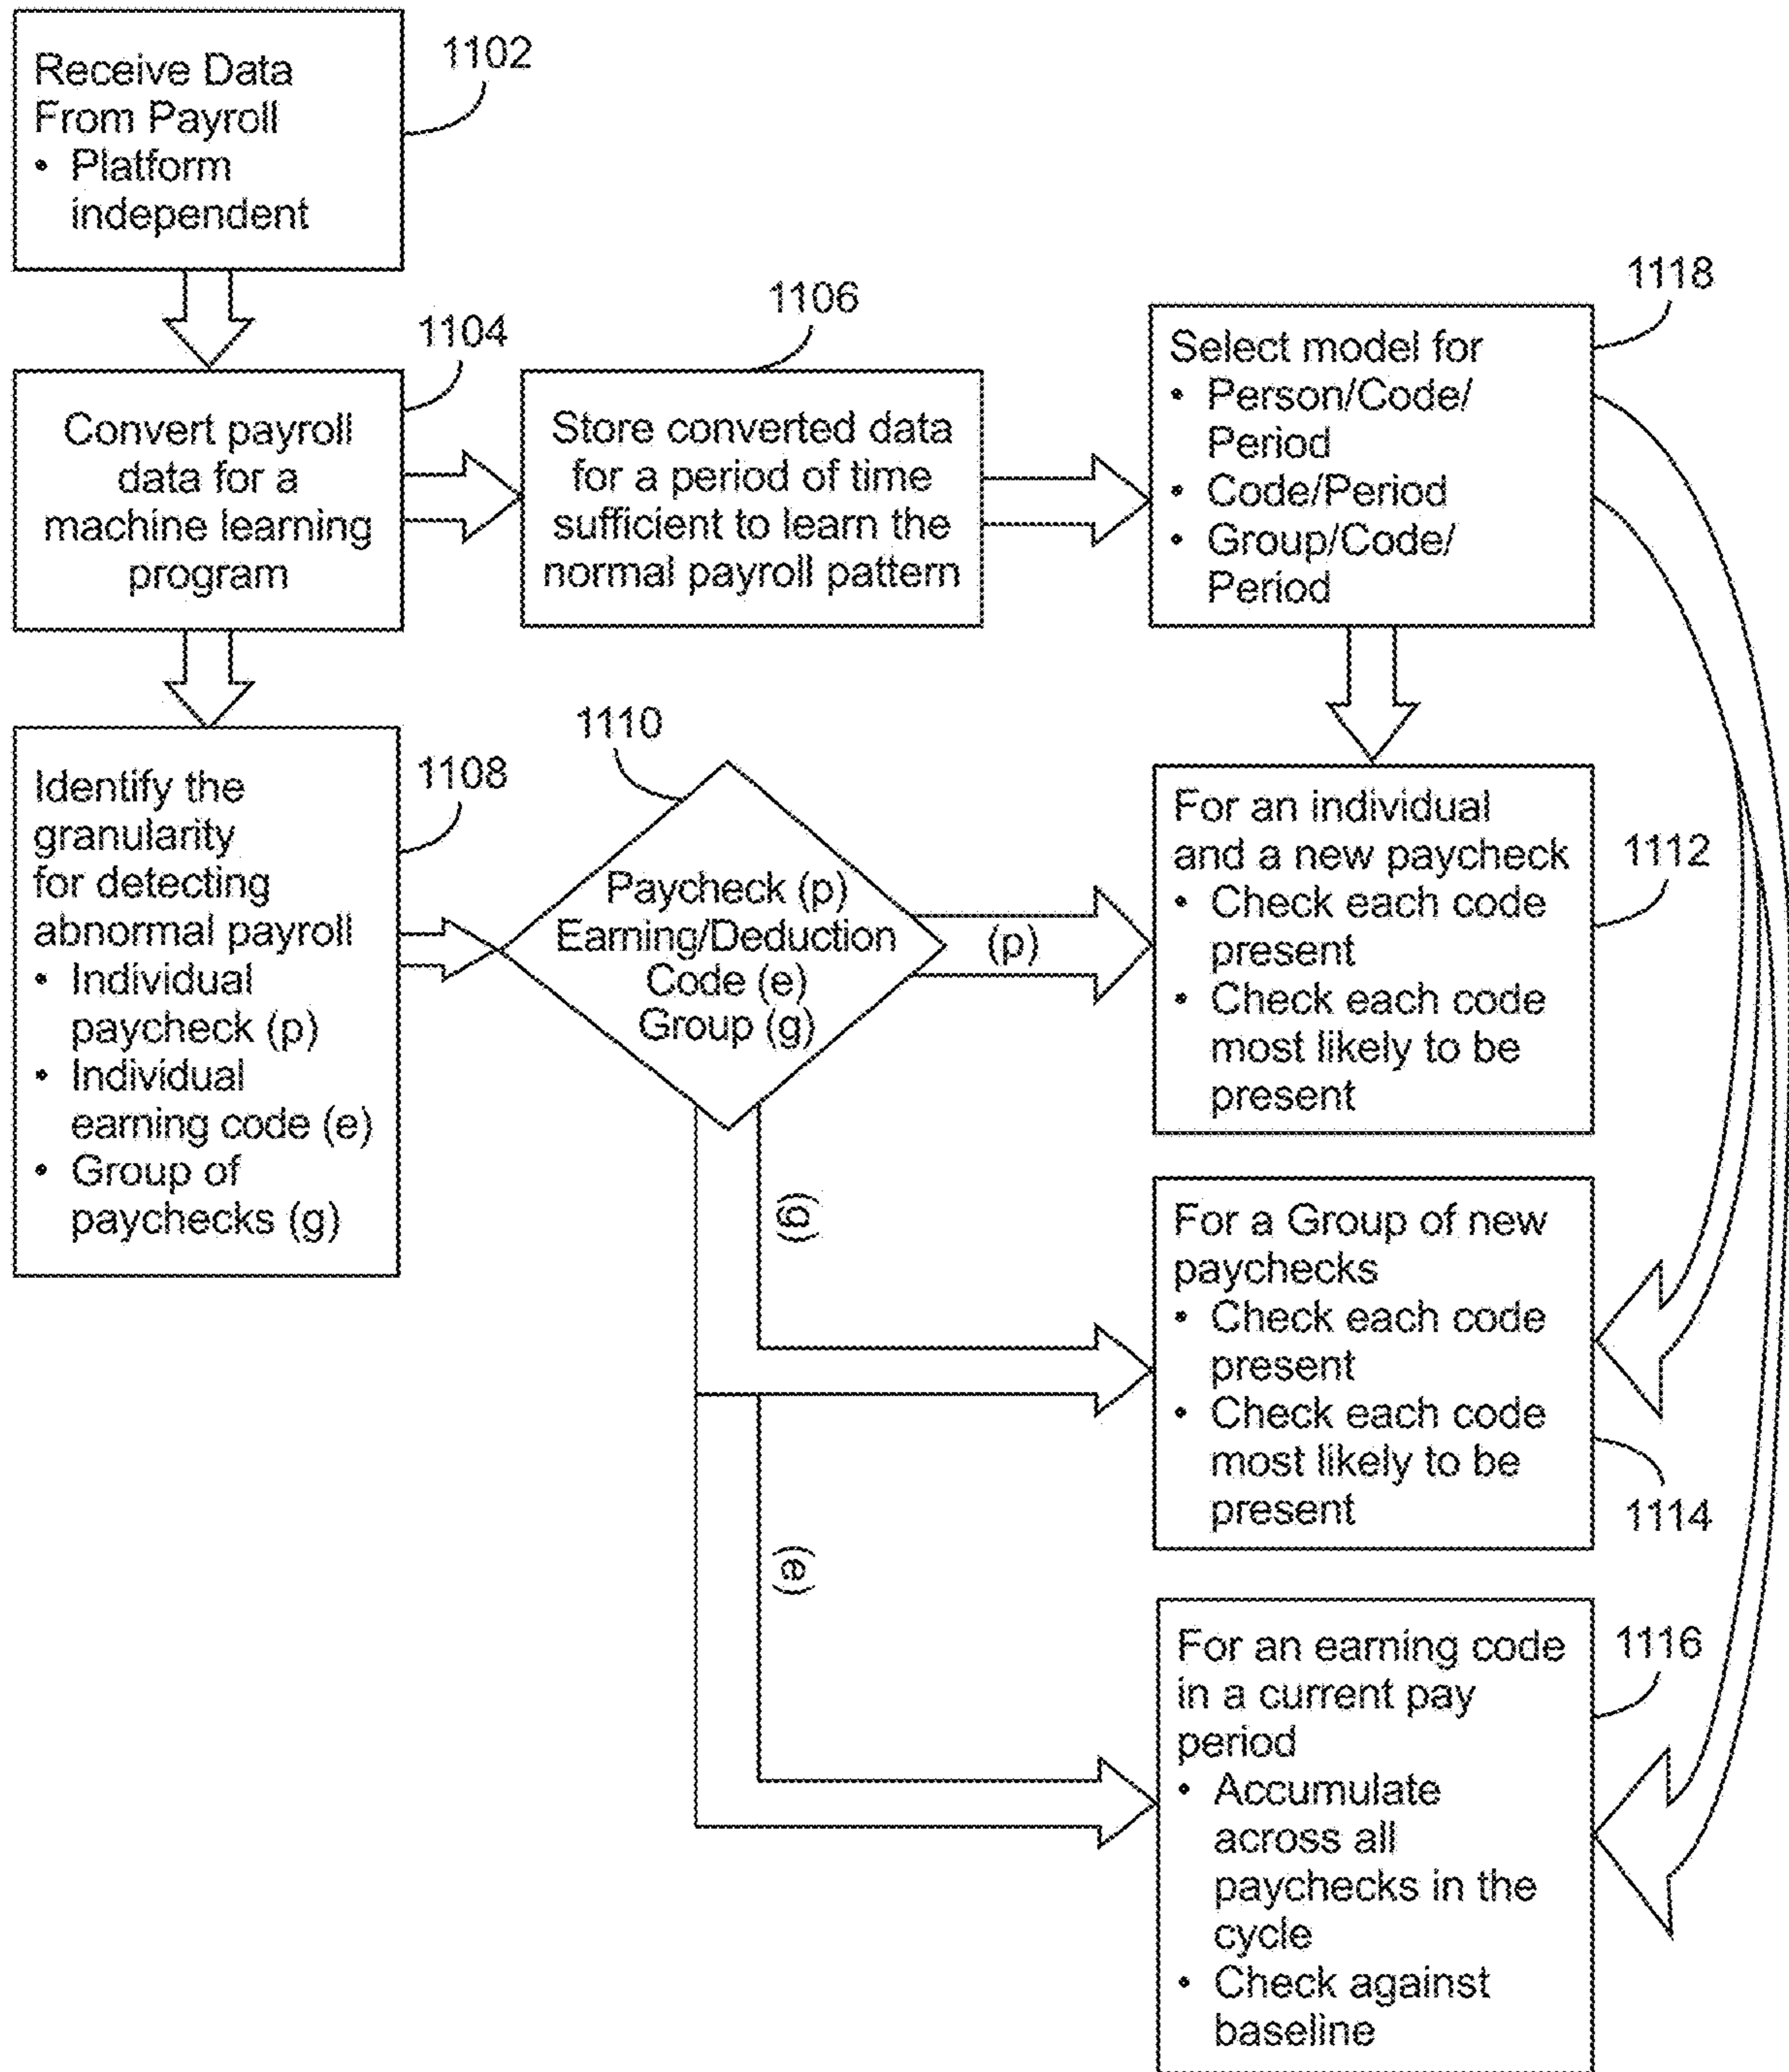 Receive Data
From Payroll
• Platform
independent
1102
Convert payroll
data for a
machine learning
program
1104
Store converted data
for a period of time
sufficient to learn the
normal payroll pattern
1106
Select model for
• Person/Code/
Period
• Code/Period
• Group/Code/
Period
1118
Identify the
granularity
for detecting
abnormal payroll
• Individual
paycheck (p)
• Individual
earning code (e)
• Group of
paychecks (g)
1108
1110
Paycheck (p)
Earning/Deduction
Code (e)
Group (g)
(p)
(g)
(e)
For an individual
and a new paycheck
• Check each code
present
• Check each code
most likely to be
present
1112
For a Group of new
paychecks
• Check each code
present
• Check each code
most likely to be
present
1114
For an earning code
in a current pay
period
• Accumulate
across all
paychecks in the
cycle
• Check against
baseline
1116